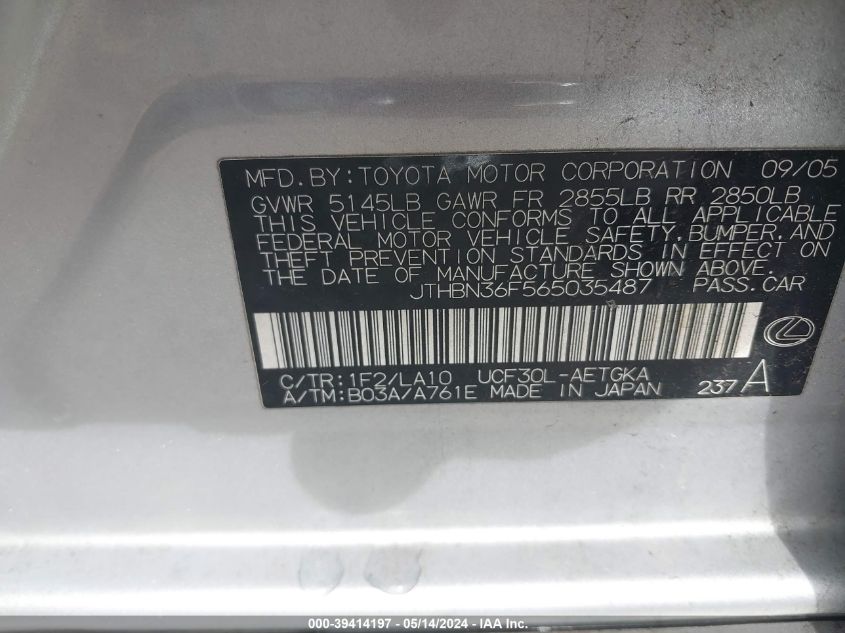 MFD.BY:TOYOTA MOTOR CORPORATION 09/05
GVWR 5145LB GAWR FR 2855LB RR 2850LB
THIS VEHICLE CONFORMS TO ALL APPLICABLE
FEDERAL MOTOR VEHICLE SAFETY,BUMPER,AND
THEFT PREVENTION STANDARDS IN EFFECT ON
THE DATE OF MANUFACTURE SHOWN ABOVE.
JTHBN36F565035487 PASS.CAR
C/TR:1F2/LA10 UCF30L-AETGKA
A/TM:B03A/A761E MADE IN JAPAN 237A
000-39414197 - 05/14/2024 - IAA Inc.